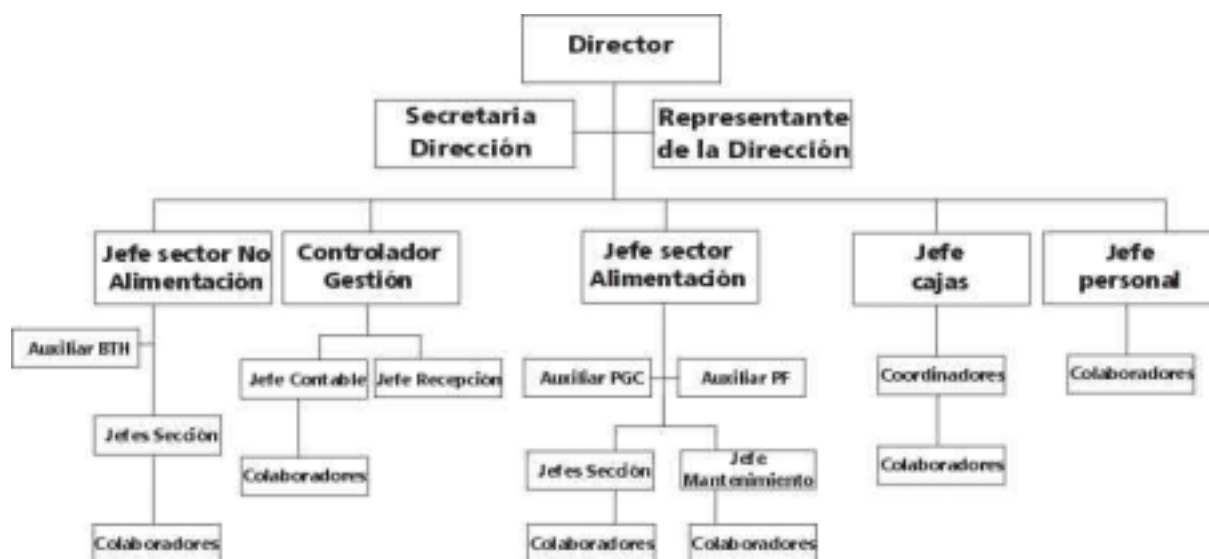 Director
Secretaria
Dirección
Representante
de la Dirección
Jefe sector No
Alimentación
Controlador
Gestión
Jefe sector
Alimentación
Jefe
cajas
Jefe
personal
Auxiliar BTH
Jefe Contable
Jefe Recepción
Auxiliar PGC
Auxiliar PF
Coordinadores
Colaboradores
Jefes Sección
Colaboradores
Jefes Sección
Jefe
Mantenimiento
Colaboradores
Colaboradores
Colaboradores
Colaboradores